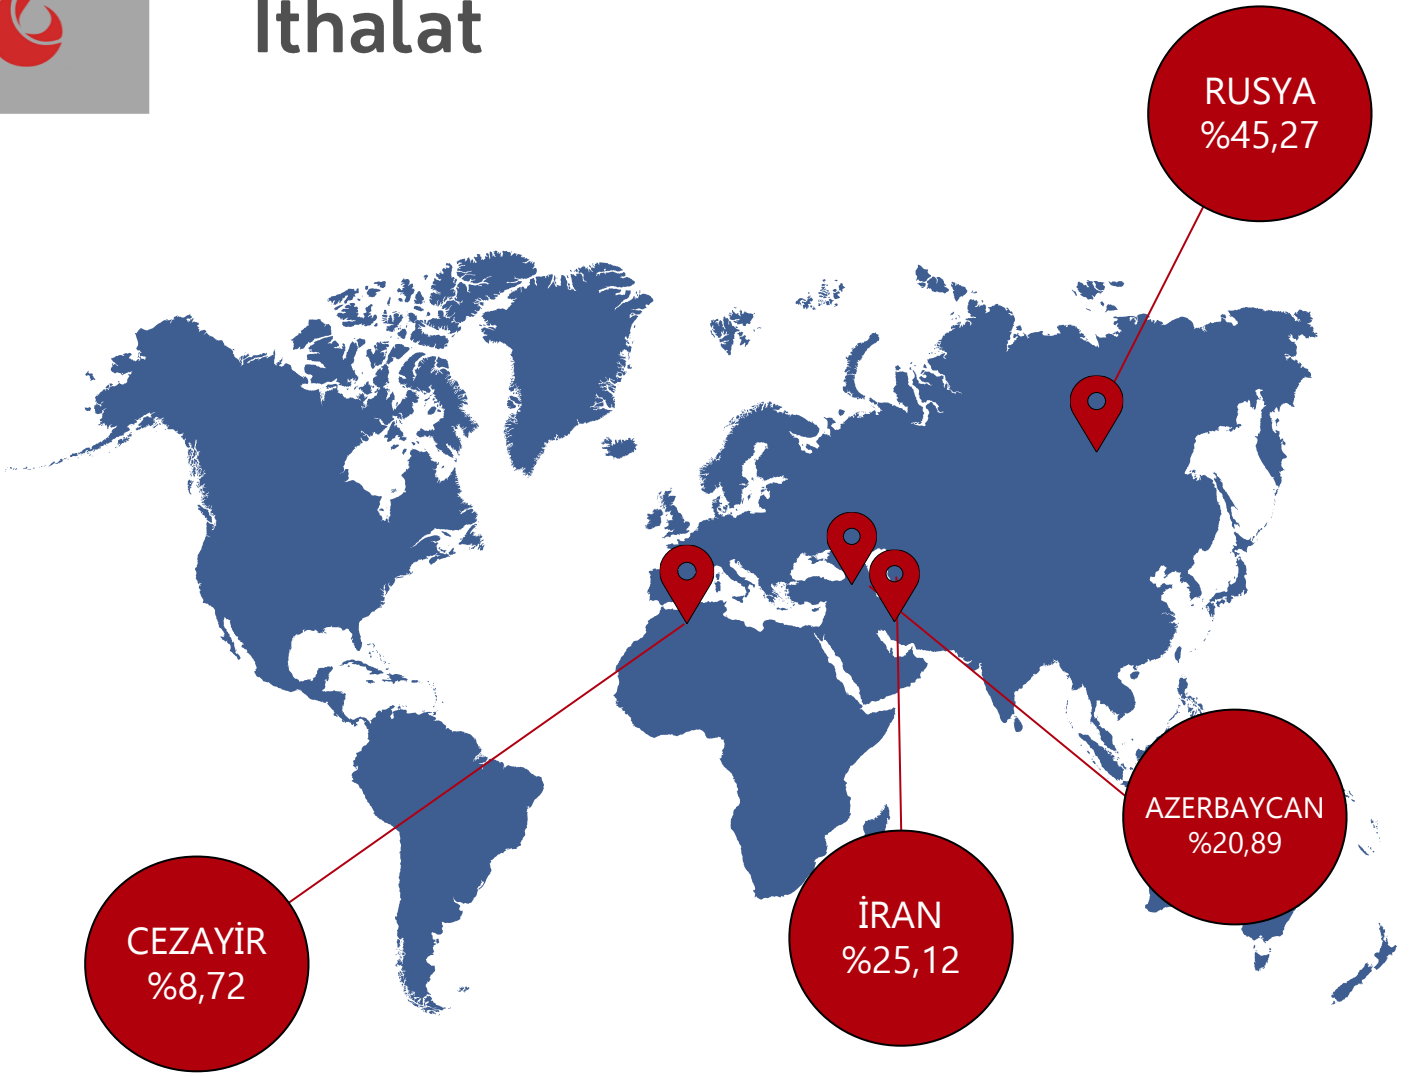 İthalat
RUSYA
%45,27
AZERBAYCAN
%20,89
İRAN
%25,12
CEZAYİR
%8,72